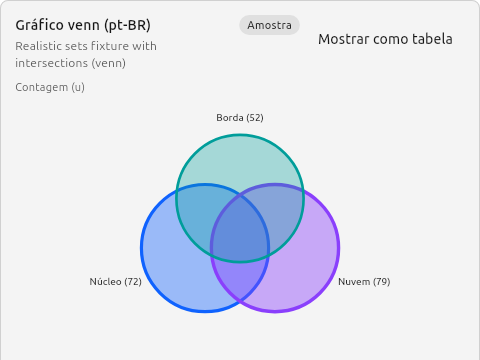 Gráfico venn (pt-BR)
Amostra
Mostrar como tabela
Realistic sets fixture with
intersections (venn)
Contagem (u)
Borda (52)
Núcleo (72)
Nuvem (79)